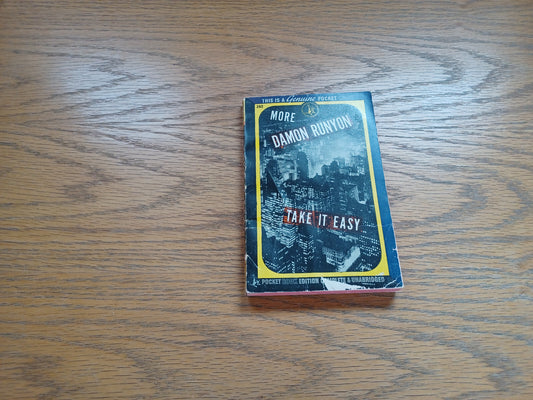 THIS IS A Genuine POCKET
MORE
DAMON RUNYON
TAKE IT EASY
POCKET BOOK EDITION COMPLETE & UNABRIDGED